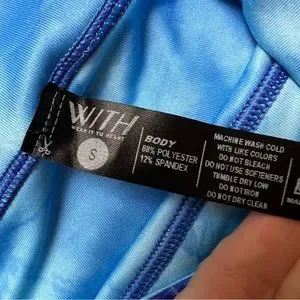 WITH
WEAR IT TO HEART
S
BODY
88% POLYESTER
12% SPANDEX
MACHINE WASH COLD
WITH LIKE COLORS
DO NOT BLEACH
DO NOT USE SOFTENERS
TUMBLE DRY LOW
DO NOT IRON
DO NOT DRY CLEAN